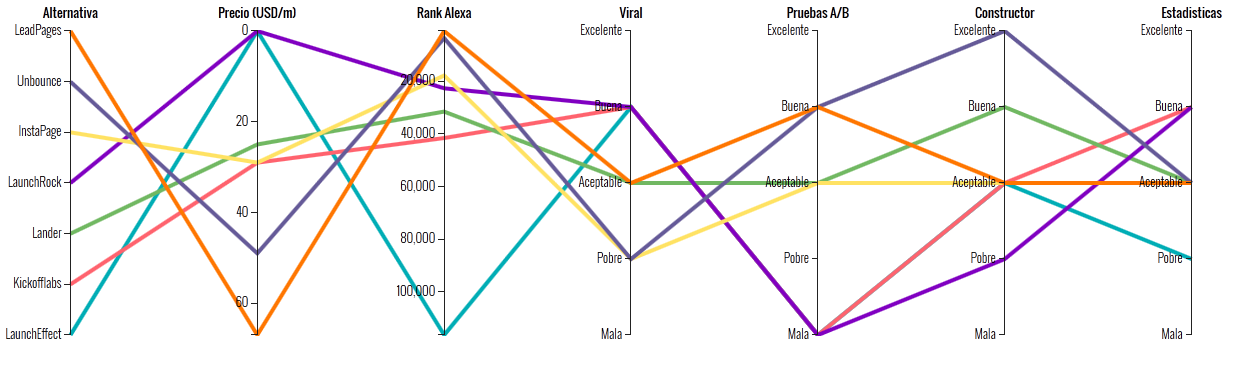 Alternativa
Precio (USD/m)
Rank Alexa
Viral
Pruebas A/B
Constructor
Estadisticas
LeadPages
Unbounce
InstaPage
LaunchRock
Lander
Kickofflabs
LaunchEffect
0
20
40
60
20,000
40,000
60,000
80,000
100,000
Excelente
Buena
Aceptable
Pobre
Mala
Excelente
Buena
Aceptable
Pobre
Mala
Excelente
Buena
Aceptable
Pobre
Mala
Excelente
Buena
Aceptable
Pobre
Mala